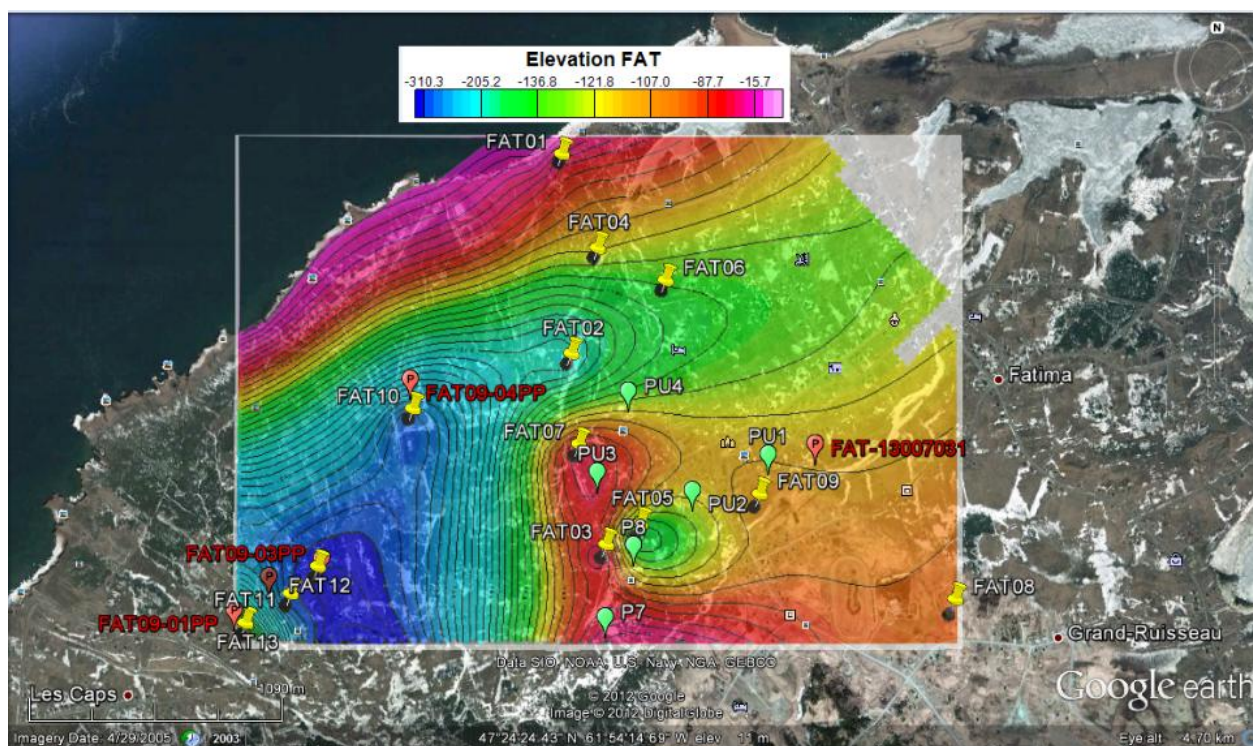 Elevation FAT
-310.3 -205.2 -136.8 -121.8 -107.0 -87.7 -15.7
N
FAT01
FAT04
FAT06
FAT02
FAT10
FAT09-04PP
PU4
Fatima
FAT07
PU1
FAT-13007031
PU3
FAT09
FAT05
PU2
FAT03
P8
FAT09-03PP
FAT12
FAT11
FAT08
FAT09-01PP
FAT13
P7
Grand-Ruisseau
Data SIO, NOAA, U.S. Navy, NGA, GEBCO
Les Caps
1090 m
© 2012 Google
Image © 2012 DigitalGlobe
Google earth
Imagery Date: 4/29/2005 2003 47°24'24.43" N 61°54'14.69" W elev 11 m Eye alt 4.70 km